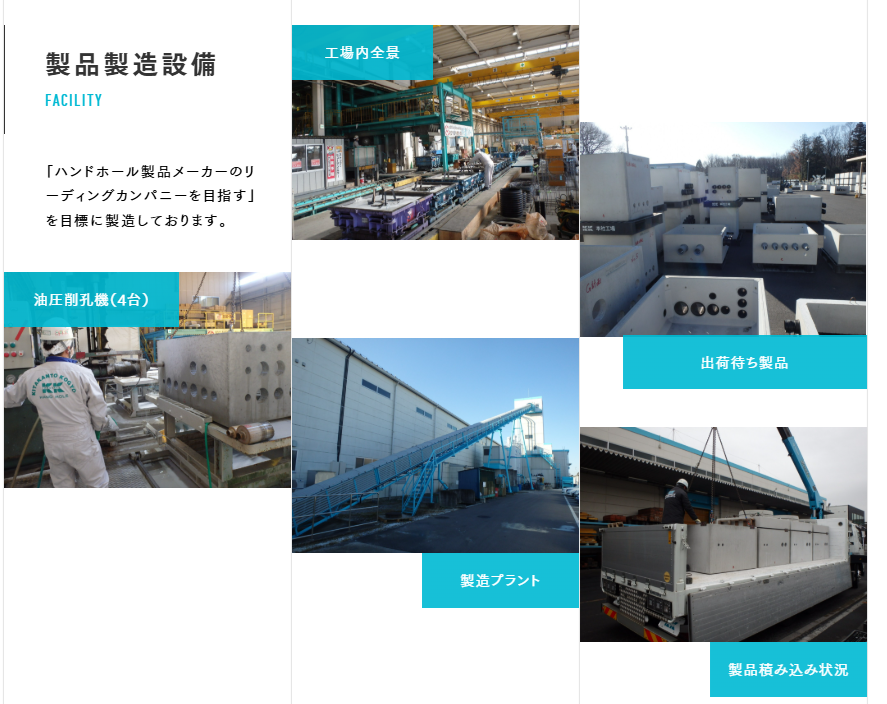 製品製造設備
FACILITY
「ハンドホール製品メーカーのリ
ーディングカンパニーを目指す」
を目標に製造しております。
工場内全景
油圧削孔機(4台)
KITAKANTO KOGYO
KK
出荷待ち製品
製造プラント
製品積み込み状況